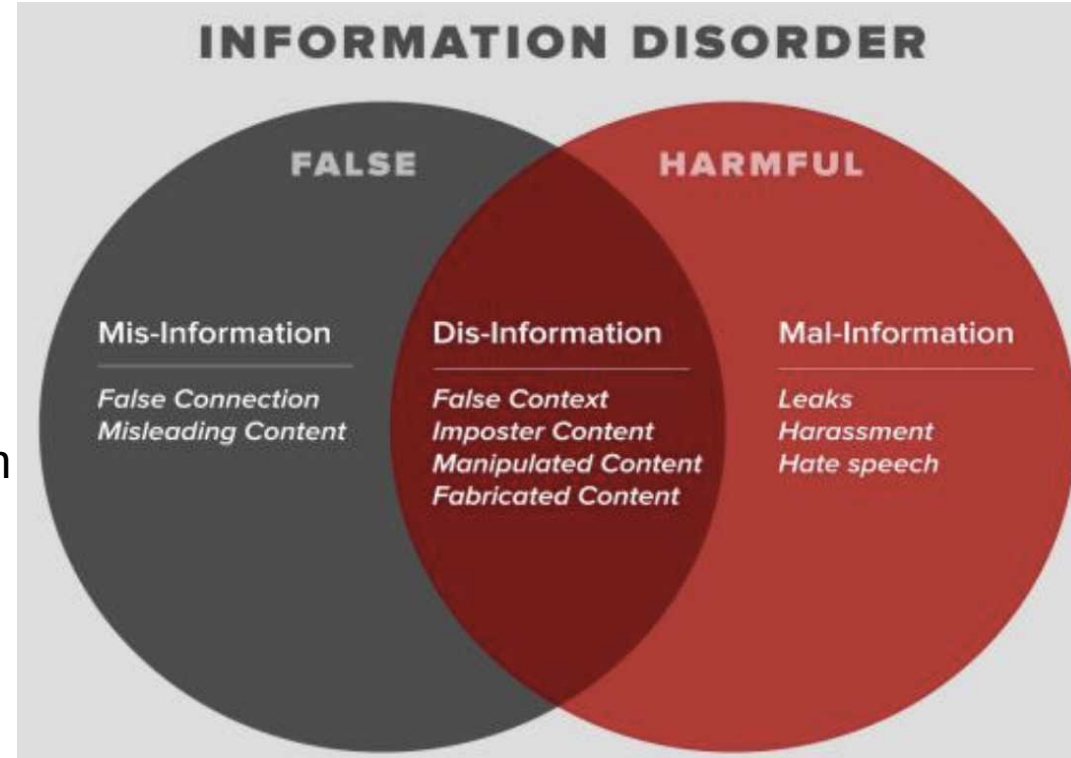 INFORMATION DISORDER
FALSE
HARMFUL
Mis-Information
False Connection
Misleading Content
Dis-Information
False Context
Imposter Content
Manipulated Content
Fabricated Content
Mal-Information
Leaks
Harassment
Hate speech